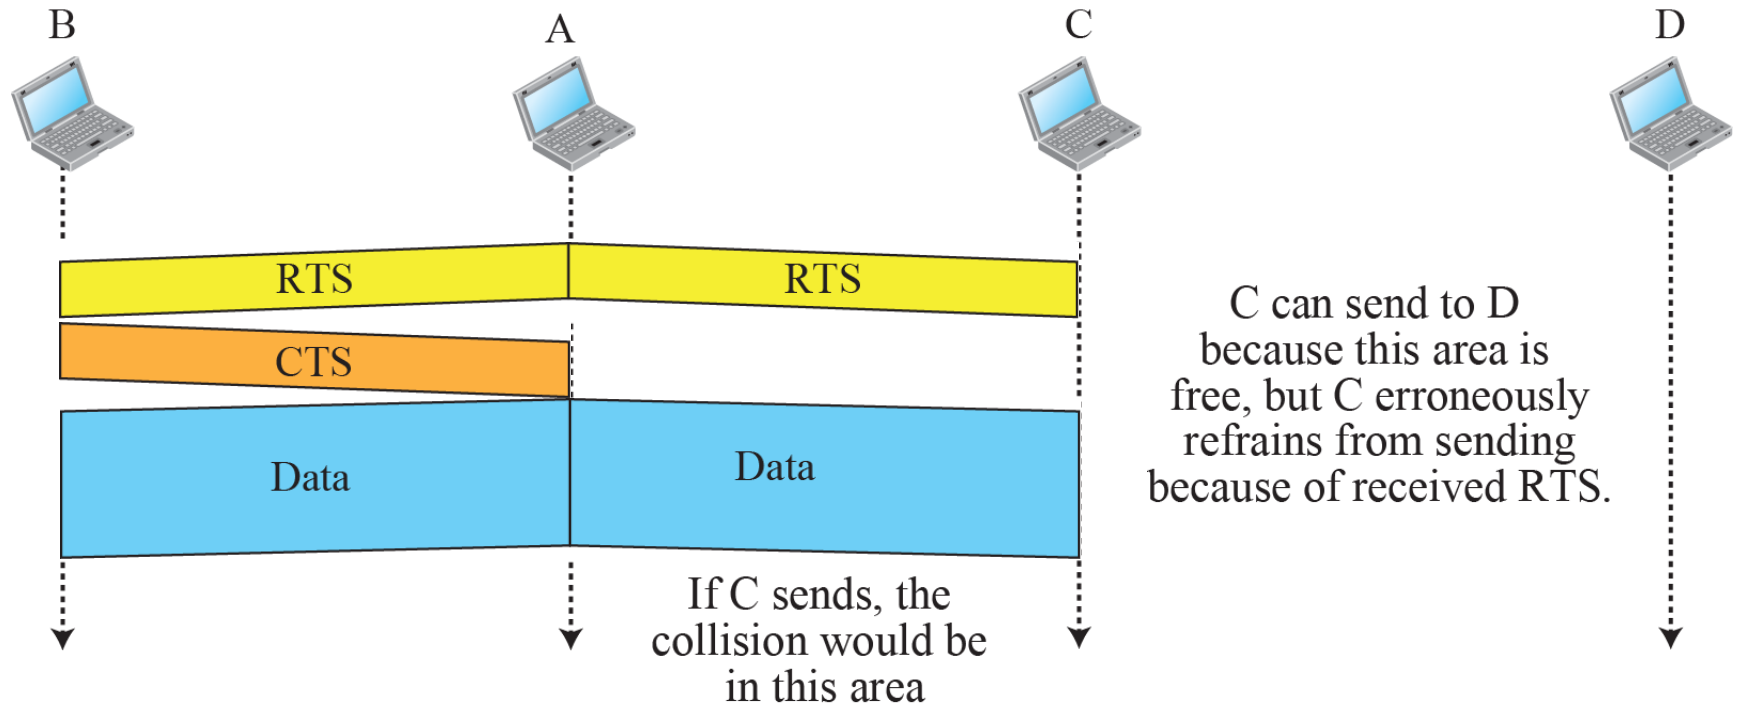 B
A
C
D
RTS
RTS
CTS
Data
Data
C can send to D
because this area is
free, but C erroneously
refrains from sending
because of received RTS.
If C sends, the
collision would be
in this area